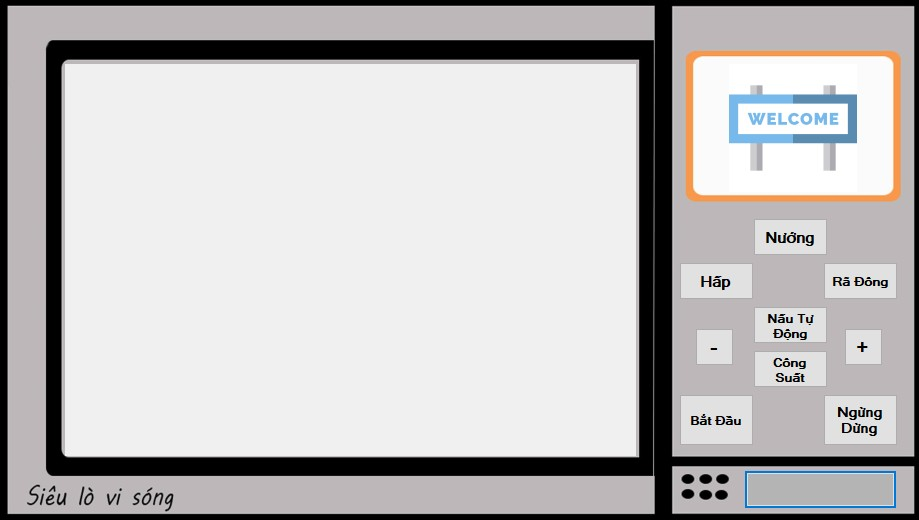 WELCOME
Nướng
Hấp
Rã Đông
Nấu Tự
Động
-
+
Công
Suất
Bắt Đầu
Ngừng
Dừng
Siêu lò vi sóng